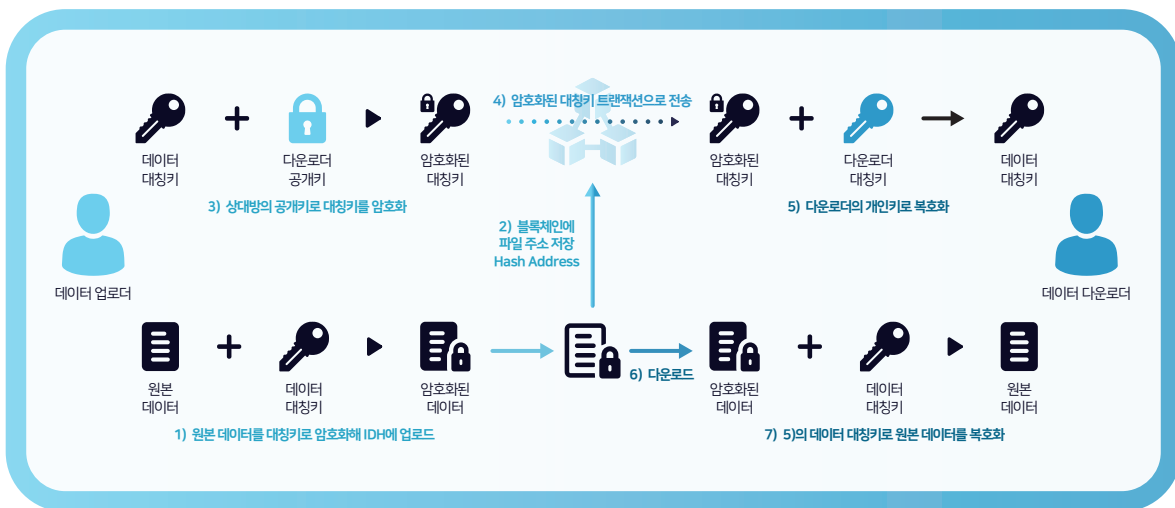 4) 암호화된 대칭키 트랜잭션으로 전송
데이터
대칭키
다운로더
공개키
암호화된
대칭키
암호화된
대칭키
다운로더
대칭키
데이터
대칭키
3) 상대방의 공개키로 대칭키를 암호화
5) 다운로더의 개인키로 복호화
2) 블록체인에
파일 주소 저장
Hash Address
데이터 업로더
데이터 다운로더
6) 다운로드
원본
데이터
데이터
대칭키
암호화된
데이터
암호화된
데이터
데이터
대칭키
원본
데이터
1) 원본 데이터를 대칭키로 암호화해 IDH에 업로드
7) 5)의 데이터 대칭키로 원본 데이터를 복호화